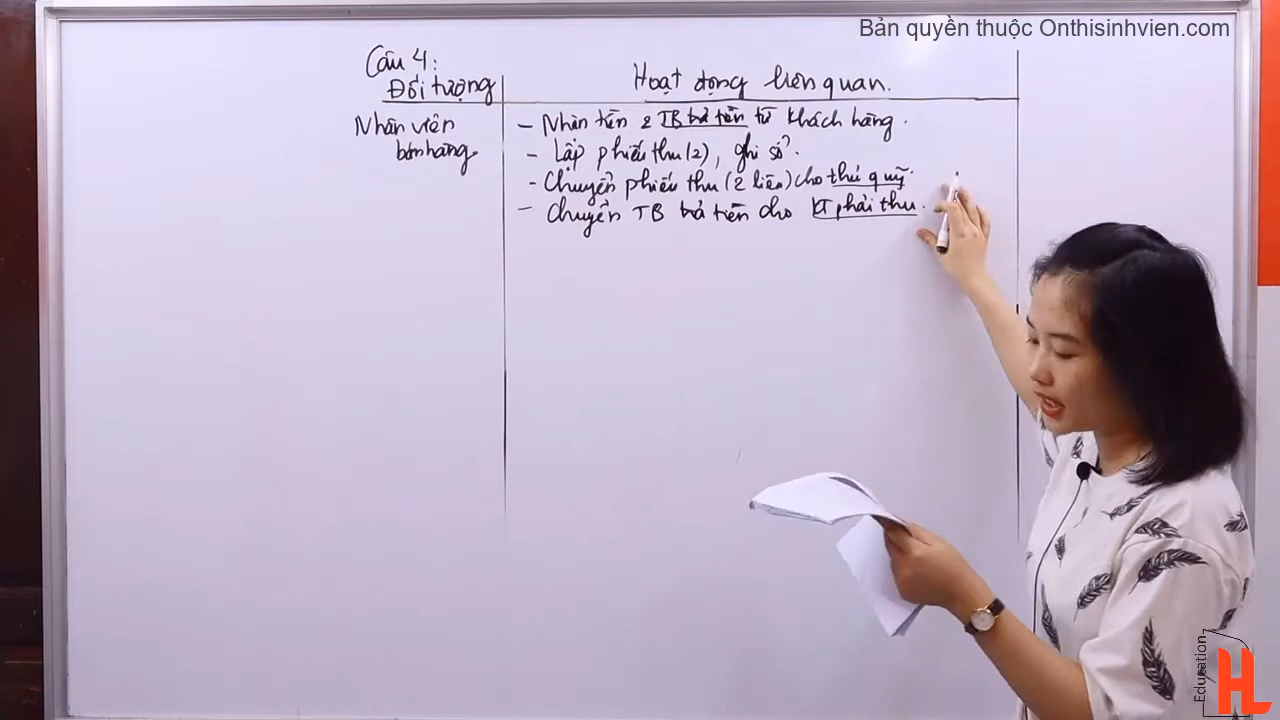 Bản quyền thuộc Onthisinhvien.com
Câu 4:
Đối tượng
Hoạt động liên quan.
Nhân viên
bán hàng
- Nhận tiền & TB trả tiền từ khách hàng.
- Lập phiếu thu (2), ghi sổ.
- Chuyển phiếu thu (2 liên) cho thủ quỹ.
- Chuyển TB trả tiền cho KT phải thu.
Education
HL